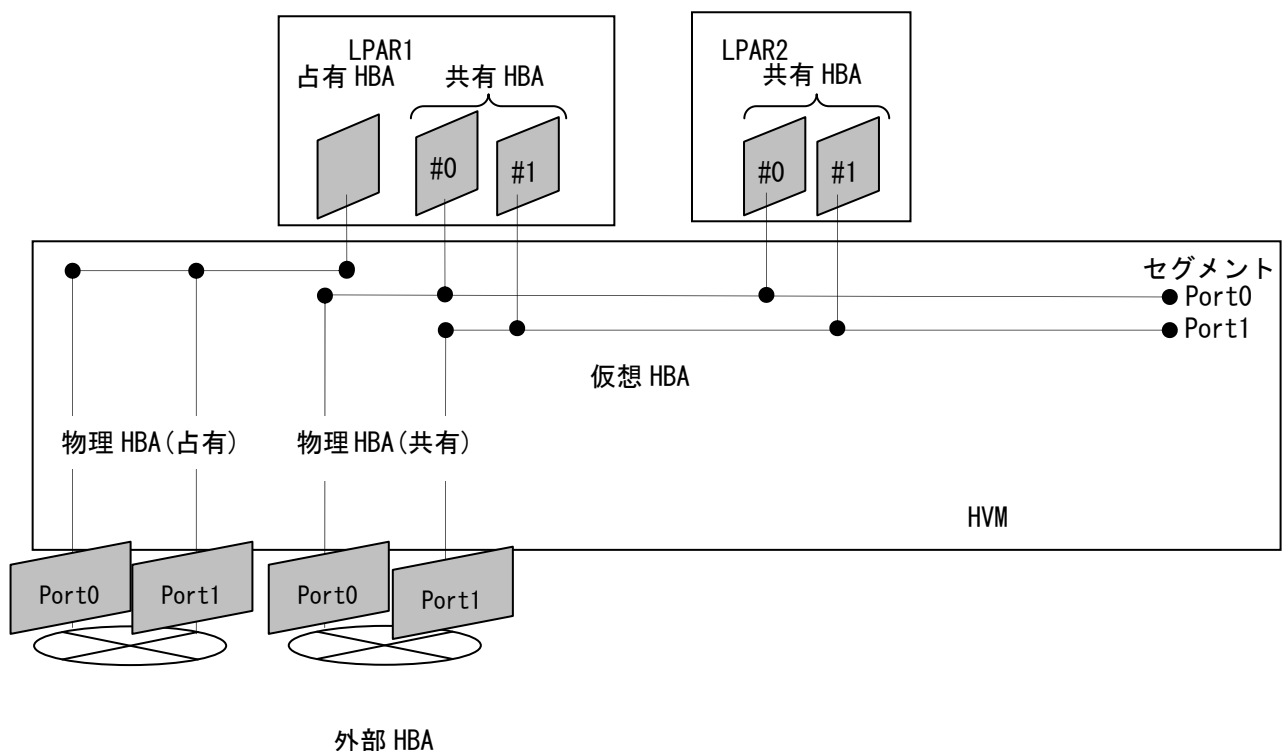 LPAR1
占有 HBA
共有 HBA
#0
#1
LPAR2
共有 HBA
#0
#1
セグメント
Port0
Port1
仮想 HBA
物理 HBA(占有)
物理 HBA(共有)
HVM
Port0
Port1
Port0
Port1
外部 HBA